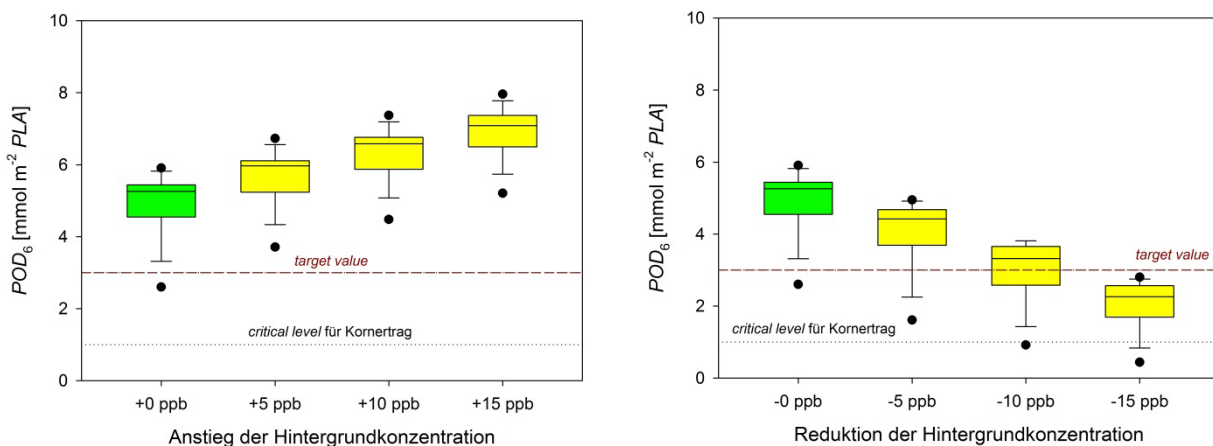 POD6 [mmol m-2 PLA]
10
8
6
4
2
0
target value
critical level für Kornertrag
+0 ppb
+5 ppb
+10 ppb
+15 ppb
Anstieg der Hintergrundkonzentration
POD6 [mmol m-2 PLA]
10
8
6
4
2
0
target value
critical level für Kornertrag
-0 ppb
-5 ppb
-10 ppb
-15 ppb
Reduktion der Hintergrundkonzentration